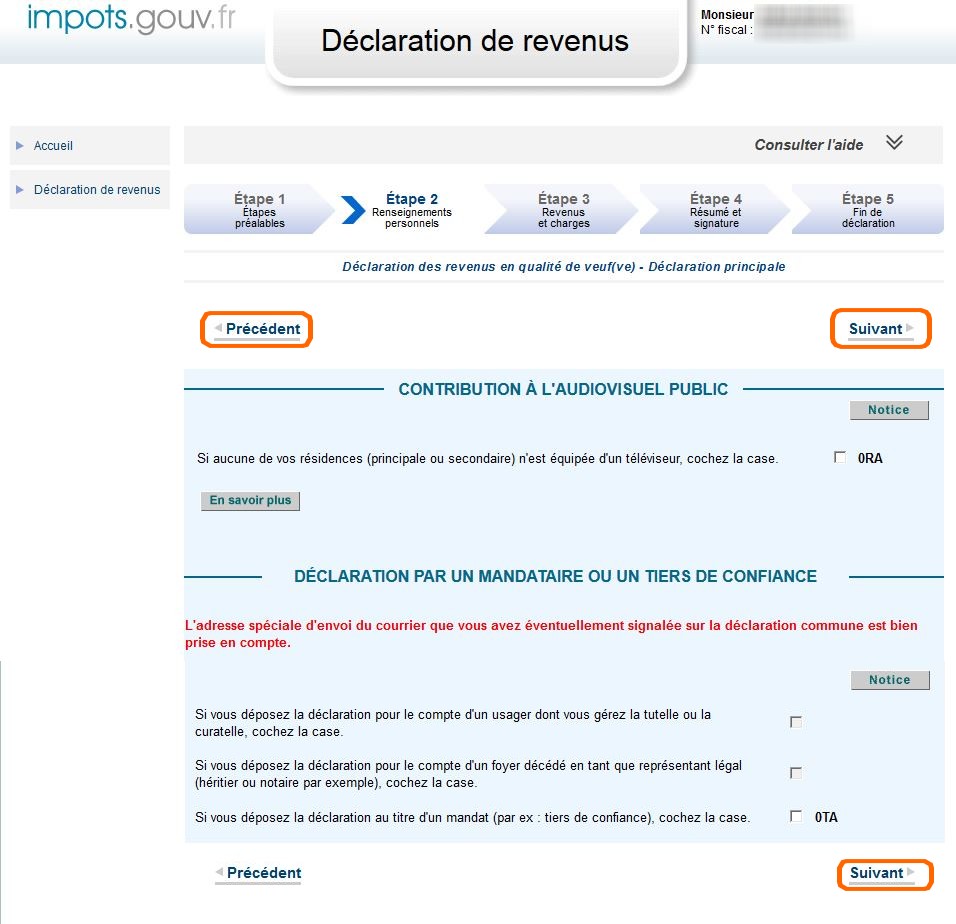 impots.gouv.fr
Déclaration de revenus
Monsieur
N° fiscal :
Accueil
Déclaration de revenus
Consulter l'aide
Étape 1
Étapes
préalables
Étape 2
Renseignements
personnels
Étape 3
Revenus
et charges
Étape 4
Résumé et
signature
Étape 5
Fin de
déclaration
Déclaration des revenus en qualité de veuf(ve) - Déclaration principale
Précédent
Suivant
CONTRIBUTION À L'AUDIOVISUEL PUBLIC
Notice
Si aucune de vos résidences (principale ou secondaire) n'est équipée d'un téléviseur, cochez la case.
0RA
En savoir plus
DÉCLARATION PAR UN MANDATAIRE OU UN TIERS DE CONFIANCE
L'adresse spéciale d'envoi du courrier que vous avez éventuellement signalée sur la déclaration commune est bien
prise en compte.
Notice
Si vous déposez la déclaration pour le compte d'un usager dont vous gérez la tutelle ou la
curatelle, cochez la case.
Si vous déposez la déclaration pour le compte d'un foyer décédé en tant que représentant légal
(héritier ou notaire par exemple), cochez la case.
Si vous déposez la déclaration au titre d'un mandat (par ex : tiers de confiance), cochez la case.
0TA
Précédent
Suivant